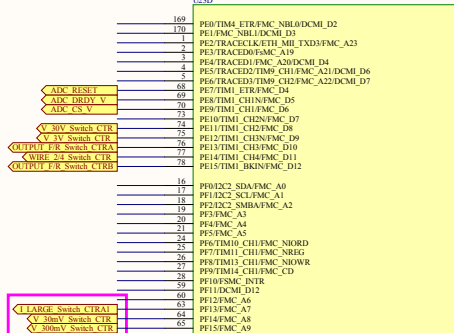 169 PE0/TIM4_ETR/FMC_NBL0/DCMI_D2
170 PE1/FMC_NBL1/DCMI_D3
1 PE2/TRACECLK/ETH_MII_TXD3/FMC_A23
2 PE3/TRACED0/FsMC_A19
3 PE4/TRACED1/FMC_A20/DCMI_D4
4 PE5/TRACED2/TIM9_CH1/FMC_A21/DCMI_D6
5 PE6/TRACED3/TIM9_CH2/FMC_A22/DCMI_D7
ADC_RESET 68 PE7/TIM1_ETR/FMC_D4
ADC_DRDY_V 69 PE8/TIM1_CH1N/FMC_D5
ADC_CS_V 70 PE9/TIM1_CH1/FMC_D6
73 PE10/TIM1_CH2N/FMC_D7
V_30V_Switch_CTR 74 PE11/TIM1_CH2/FMC_D8
V_3V_Switch_CTR 75 PE12/TIM1_CH3N/FMC_D9
OUTPUT_F/R_Switch_CTRA 76 PE13/TIM1_CH3/FMC_D10
WIRE_2/4_Switch_CTR 77 PE14/TIM1_CH4/FMC_D11
OUTPUT_F/R_Switch_CTRB 78 PE15/TIM1_BKIN/FMC_D12
16 PF0/I2C2_SDA/FMC_A0
17 PF1/I2C2_SCL/FMC_A1
18 PF2/I2C2_SMBA/FMC_A2
19 PF3/FMC_A3
20 PF4/FMC_A4
21 PF5/FMC_A5
24 PF6/TIM10_CH1/FMC_NIORD
25 PF7/TIM11_CH1/FMC_NREG
26 PF8/TIM13_CH1/FMC_NIOWR
27 PF9/TIM14_CH1/FMC_CD
28 PF10/FSMC_INTR
59 PF11/DCMI_D12
60 PF12/FMC_A6
I_LARGE_Switch_CTRA1 63 PF13/FMC_A7
V_30mV_Switch_CTR 64 PF14/FMC_A8
V_300mV_Switch_CTR 65 PF15/FMC_A9